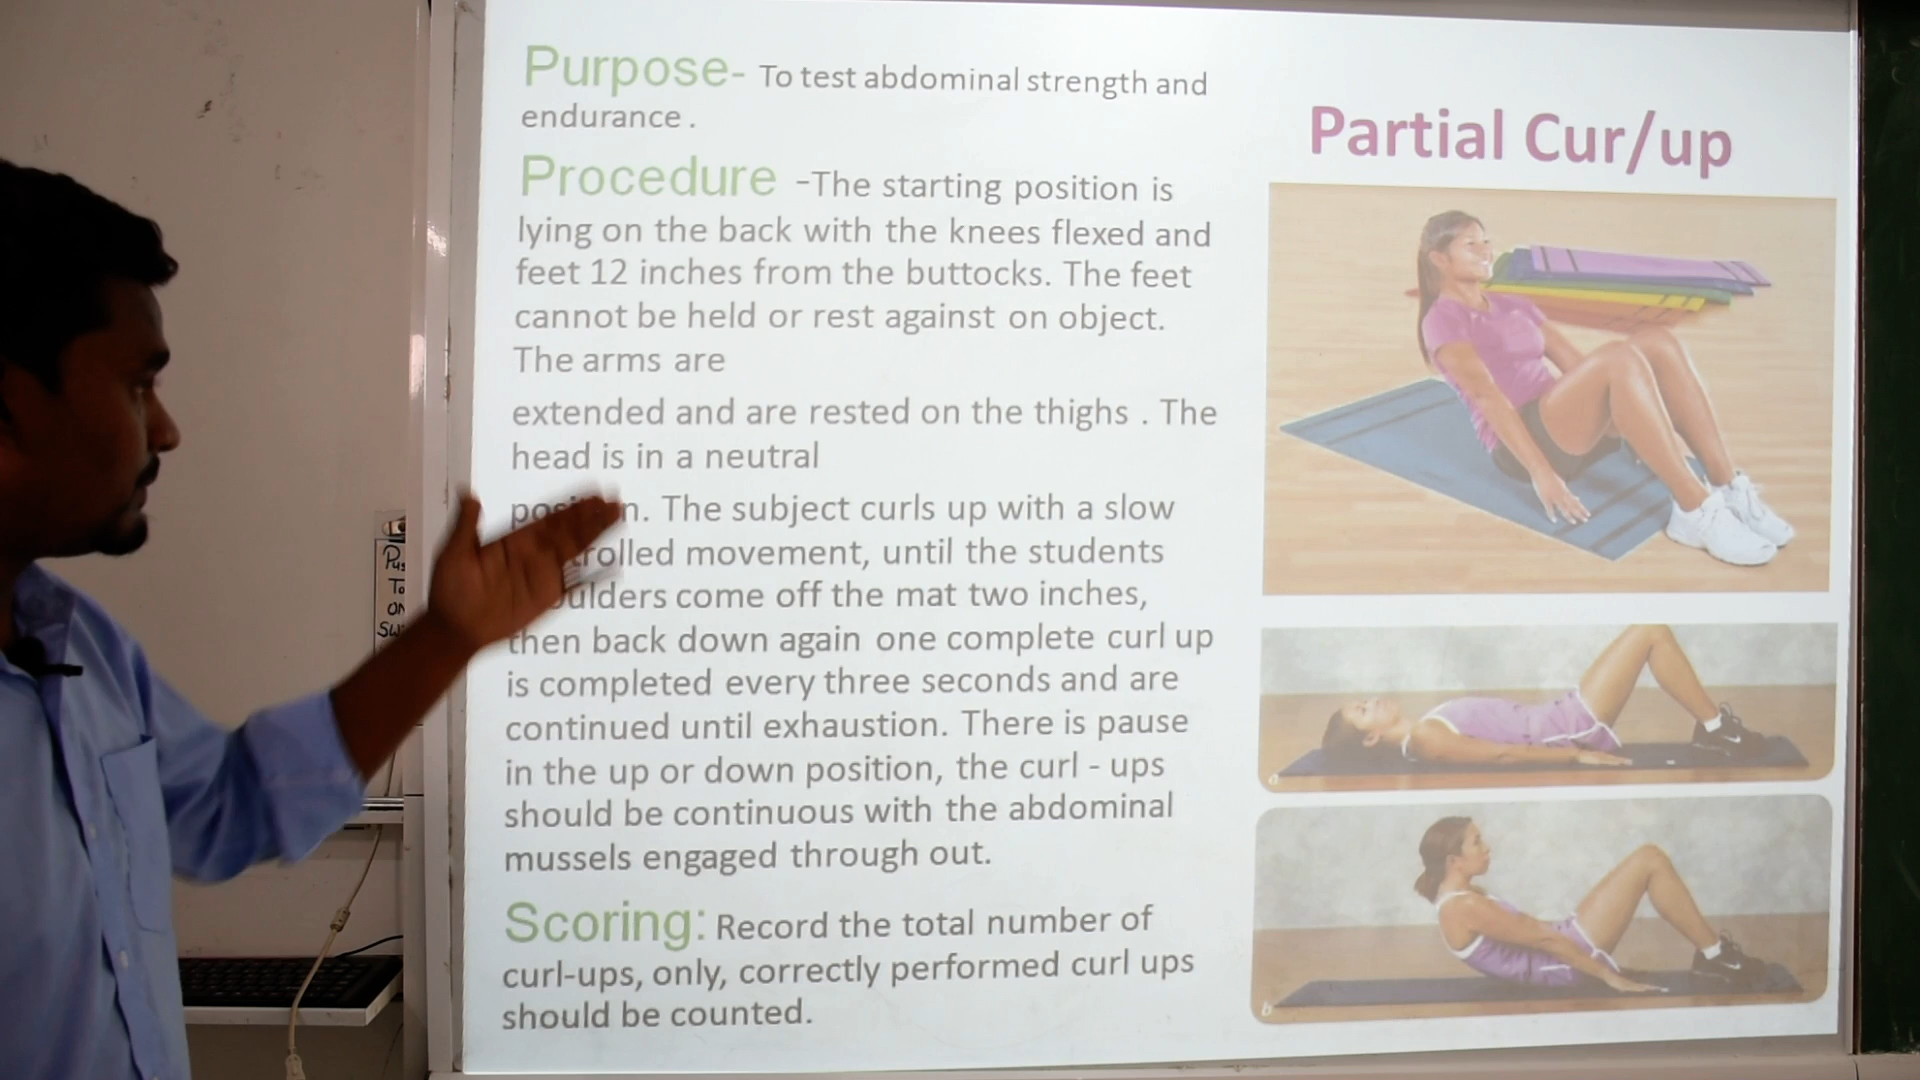 Purpose- To test abdominal strength and
endurance .
Procedure -The starting position is
lying on the back with the knees flexed and
feet 12 inches from the buttocks. The feet
cannot be held or rest against on object.
The arms are
extended and are rested on the thighs . The
head is in a neutral
The subject curls up with a slow
movement, until the students
come off the mat two inches,
then back down again one complete curl up
is completed every three seconds and are
continued until exhaustion. There is pause
in the up or down position, the curl - ups
should be continuous with the abdominal
mussels engaged through out.
Scoring: Record the total number of
curl-ups, only, correctly performed curl ups
should be counted.
Partial Cur/up
a
b
To